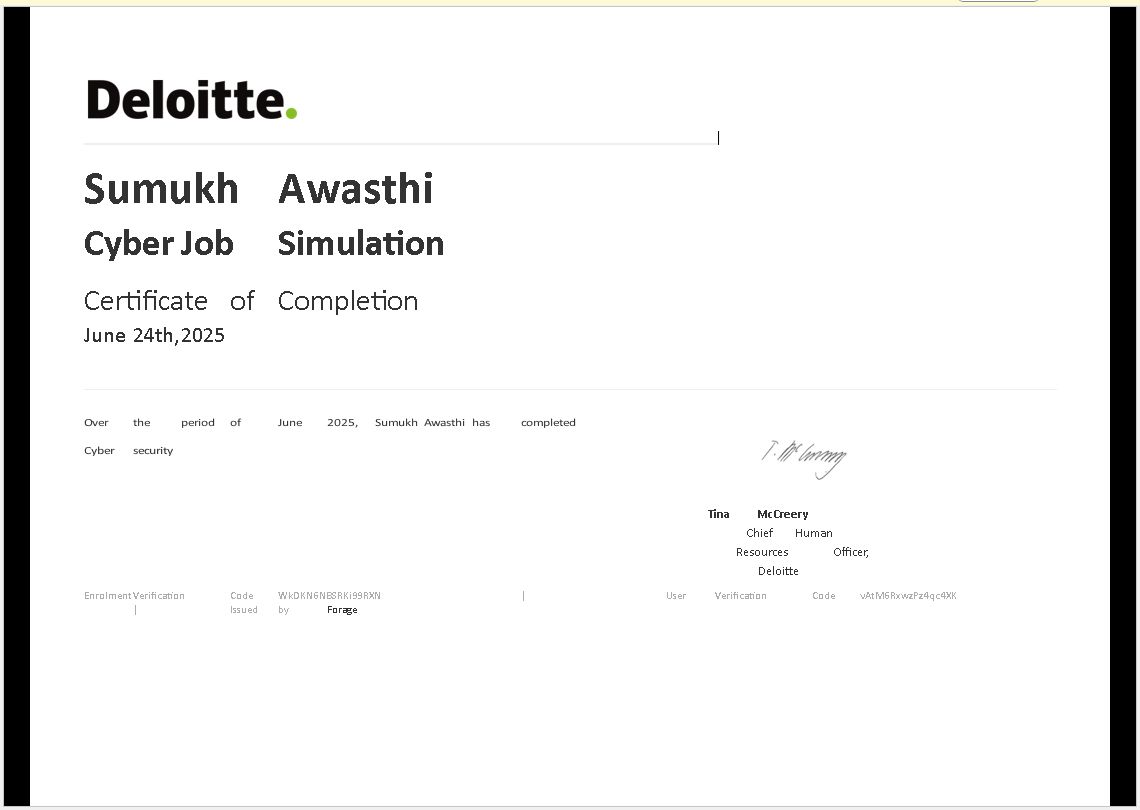 Deloitte.
Sumukh Awasthi
Cyber Job Simulation
Certificate of Completion
June 24th,2025
Over the period of June 2025, Sumukh Awasthi has completed
Cyber security
T. McCreery
Tina McCreery
Chief Human
Resources Officer,
Deloitte
Enrolment Verification Code WkDKN6NESRKi99RXN | User Verification Code vAtM6RxwzPz4qc4XK
| Issued by Forage